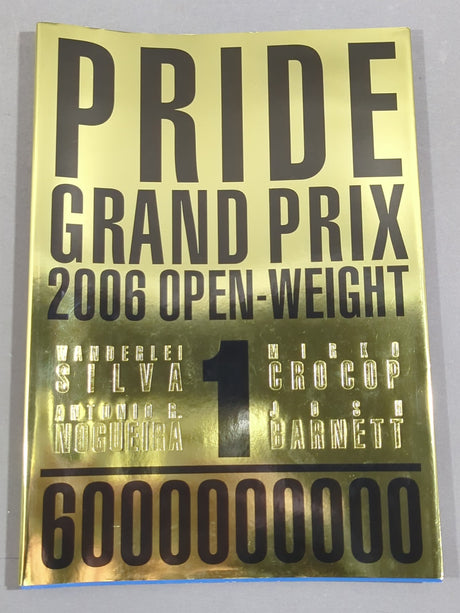 PRIDE
GRAND PRIX
2006 OPEN-WEIGHT
WANDERLEI
SILVA
ANTONIO R.
NOGUEIRA
1
MIRKO
CROCOP
JOSH
BARNETT
6000000000